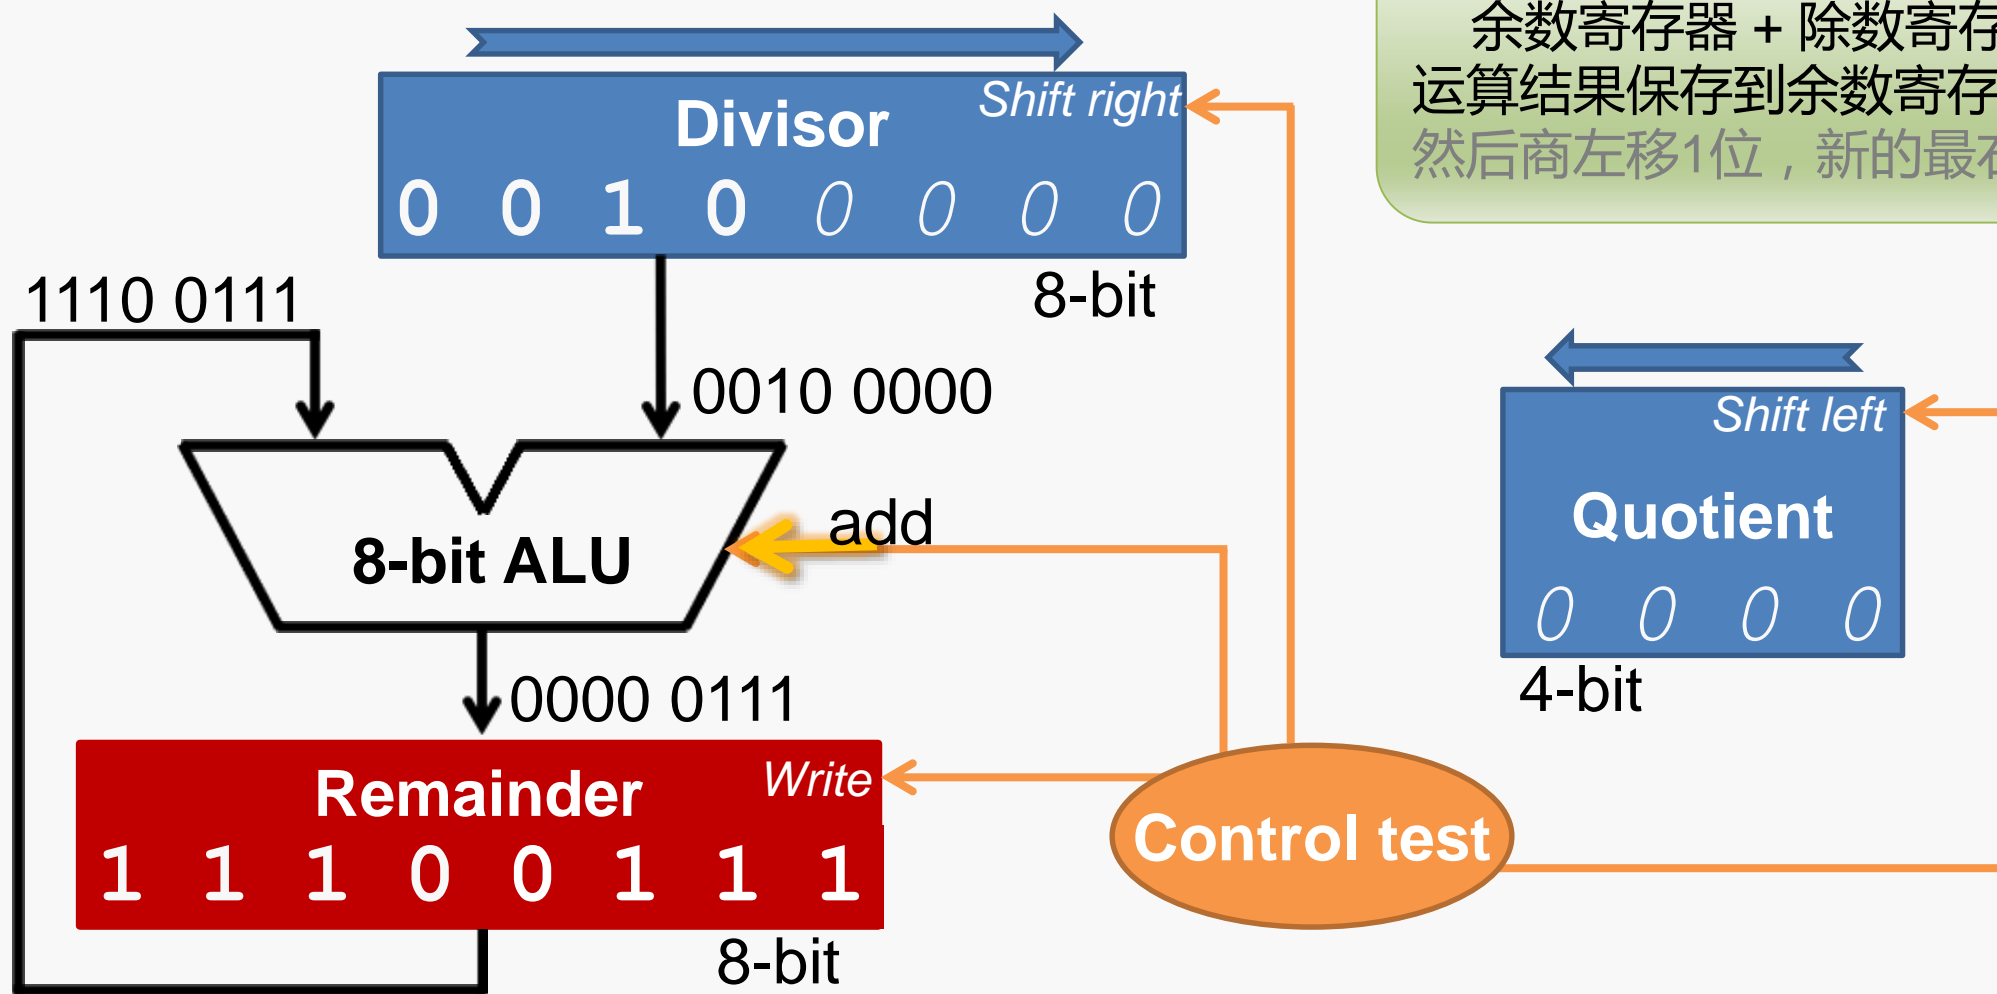 余数寄存器 + 除数寄存
运算结果保存到余数寄存
然后商左移1位，新的最右
Shift right
Divisor
0 0 1 0 0 0 0 0
8-bit
1110 0111
0010 0000
Shift left
Quotient
0 0 0 0
4-bit
add
8-bit ALU
0000 0111
Remainder
Write
1 1 1 0 0 1 1 1
8-bit
Control test